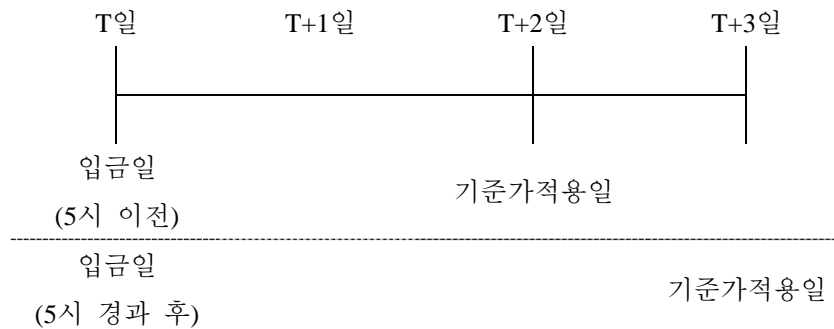 T일 T+1일 T+2일 T+3일
입금일
(5시 이전)
기준가적용일
입금일
(5시 경과 후)
기준가적용일